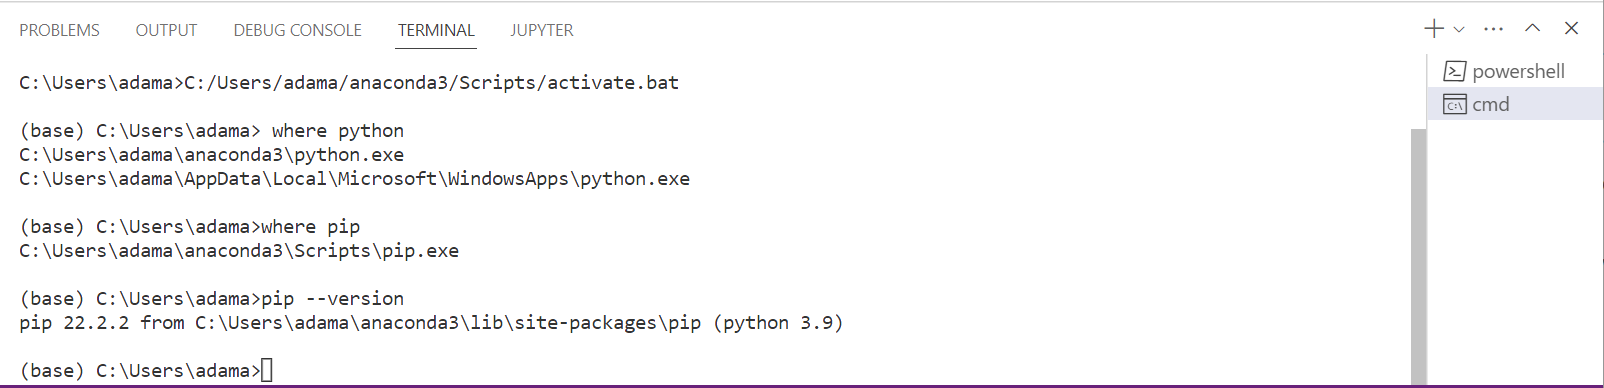 PROBLEMS OUTPUT DEBUG CONSOLE TERMINAL JUPYTER
C:\Users\adama>C:/Users/adama/anaconda3/Scripts/activate.bat
(base) C:\Users\adama> where python
C:\Users\adama\anaconda3\python.exe
C:\Users\adama\AppData\Local\Microsoft\WindowsApps\python.exe
(base) C:\Users\adama>where pip
C:\Users\adama\anaconda3\Scripts\pip.exe
(base) C:\Users\adama>pip --version
pip 22.2.2 from C:\Users\adama\anaconda3\lib\site-packages\pip (python 3.9)
(base) C:\Users\adama>
powershell
cmd